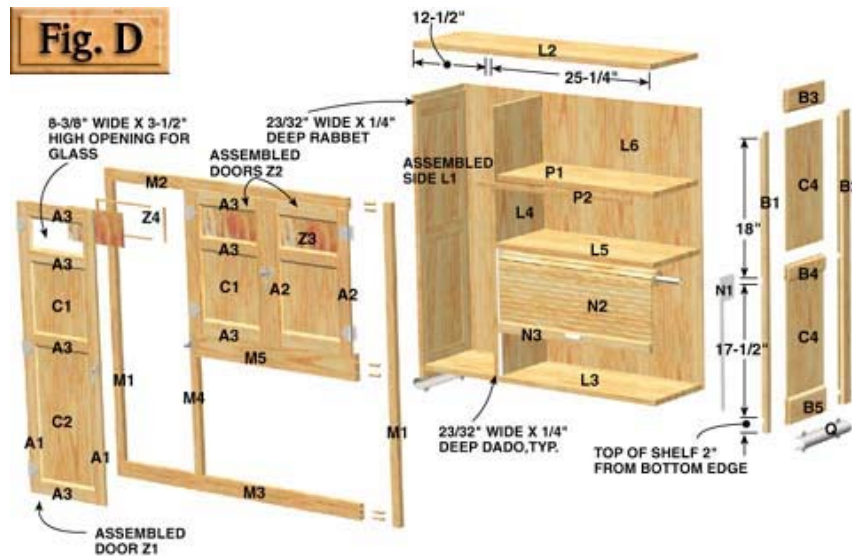 Fig. D
12-1/2"
L2
25-1/4"
8-3/8" WIDE X 3-1/2"
HIGH OPENING FOR
GLASS
23/32" WIDE X 1/4"
DEEP RABBET
ASSEMBLED
DOORS Z2
ASSEMBLED
SIDE L1
L6
P1
P2
L4
L5
N2
N3
L3
B3
C4
B1
B2
18"
B4
N1
C4
17-1/2"
B5
Q
TOP OF SHELF 2"
FROM BOTTOM EDGE
M2
A3
Z4
A3
Z3
A3
A3
C1
C1
A2
A2
A3
A3
M5
M1
M4
C2
A1
A1
A3
M3
M1
23/32" WIDE X 1/4"
DEEP DADO,TYP.
ASSEMBLED
DOOR Z1